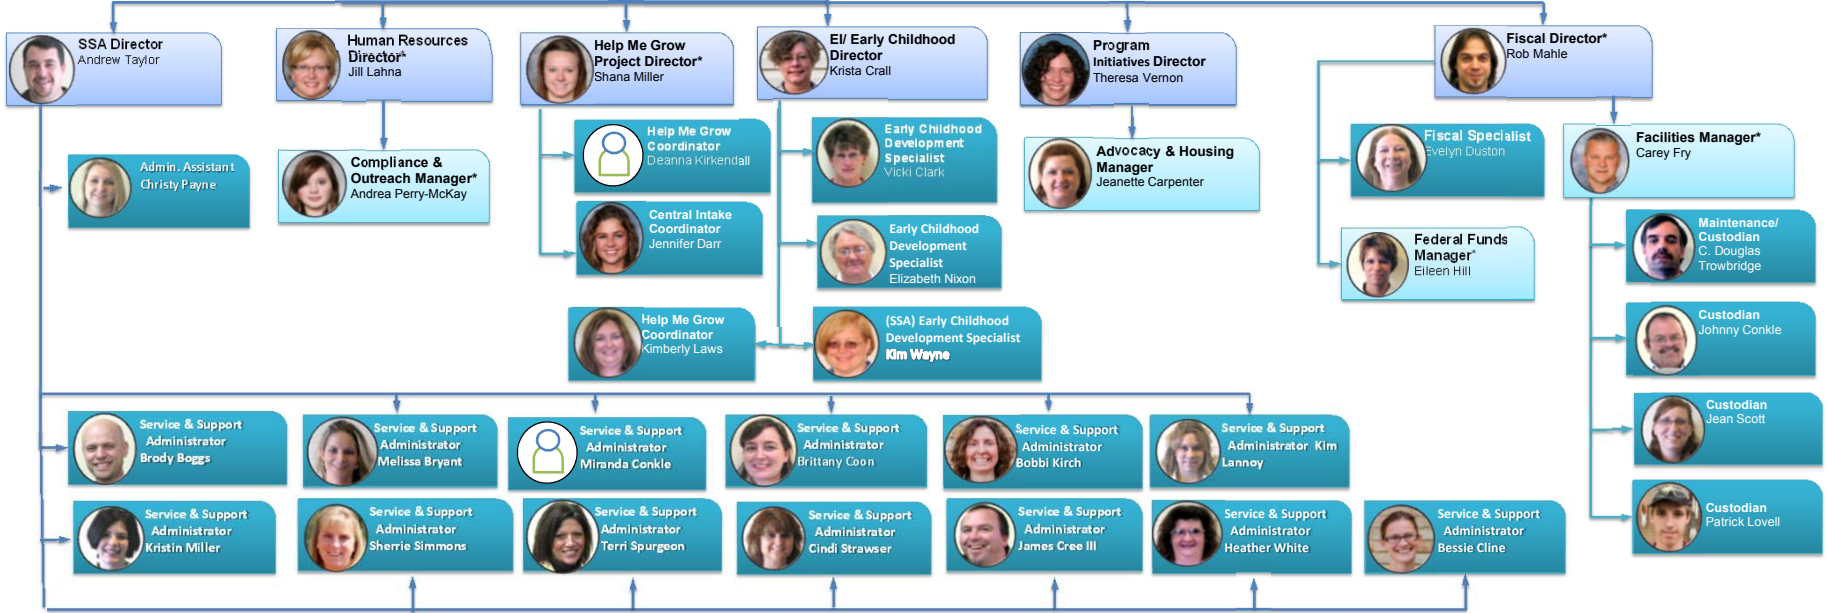 SSA Director
Andrew Taylor
Human Resources
Director*
Jill Lahna
Help Me Grow
Project Director*
Shana Miller
EI/ Early Childhood
Director
Krista Crall
Program
Initiatives Director
Theresa Vernon
Fiscal Director*
Rob Mahle
Admin. Assistant
Christy Payne
Compliance &
Outreach Manager*
Andrea Perry-McKay
Help Me Grow
Coordinator
Deanna Kirkendall
Central Intake
Coordinator
Jennifer Darr
Early Childhood
Development
Specialist
Vicki Clark
Early Childhood
Development
Specialist
Elizabeth Nixon
Help Me Grow
Coordinator
Kimberly Laws
(SSA) Early Childhood
Development Specialist
Kim Wayne
Advocacy & Housing
Manager
Jeanette Carpenter
Fiscal Specialist
Evelyn Duston
Federal Funds
Manager*
Eileen Hill
Facilities Manager*
Carey Fry
Maintenance/
Custodian
C. Douglas
Trowbridge
Custodian
Johnny Conkle
Custodian
Jean Scott
Custodian
Patrick Lovell
Service & Support
Administrator
Brody Boggs
Service & Support
Administrator
Melissa Bryant
Service & Support
Administrator
Miranda Conkle
Service & Support
Administrator
Brittany Coon
Service & Support
Administrator
Bobbi Kirch
Service & Support
Administrator Kim
Lannoy
Service & Support
Administrator
Kristin Miller
Service & Support
Administrator
Sherrie Simmons
Service & Support
Administrator
Terri Spurgeon
Service & Support
Administrator
Cindi Strawser
Service & Support
Administrator
James Cree III
Service & Support
Administrator
Heather White
Service & Support
Administrator
Bessie Cline